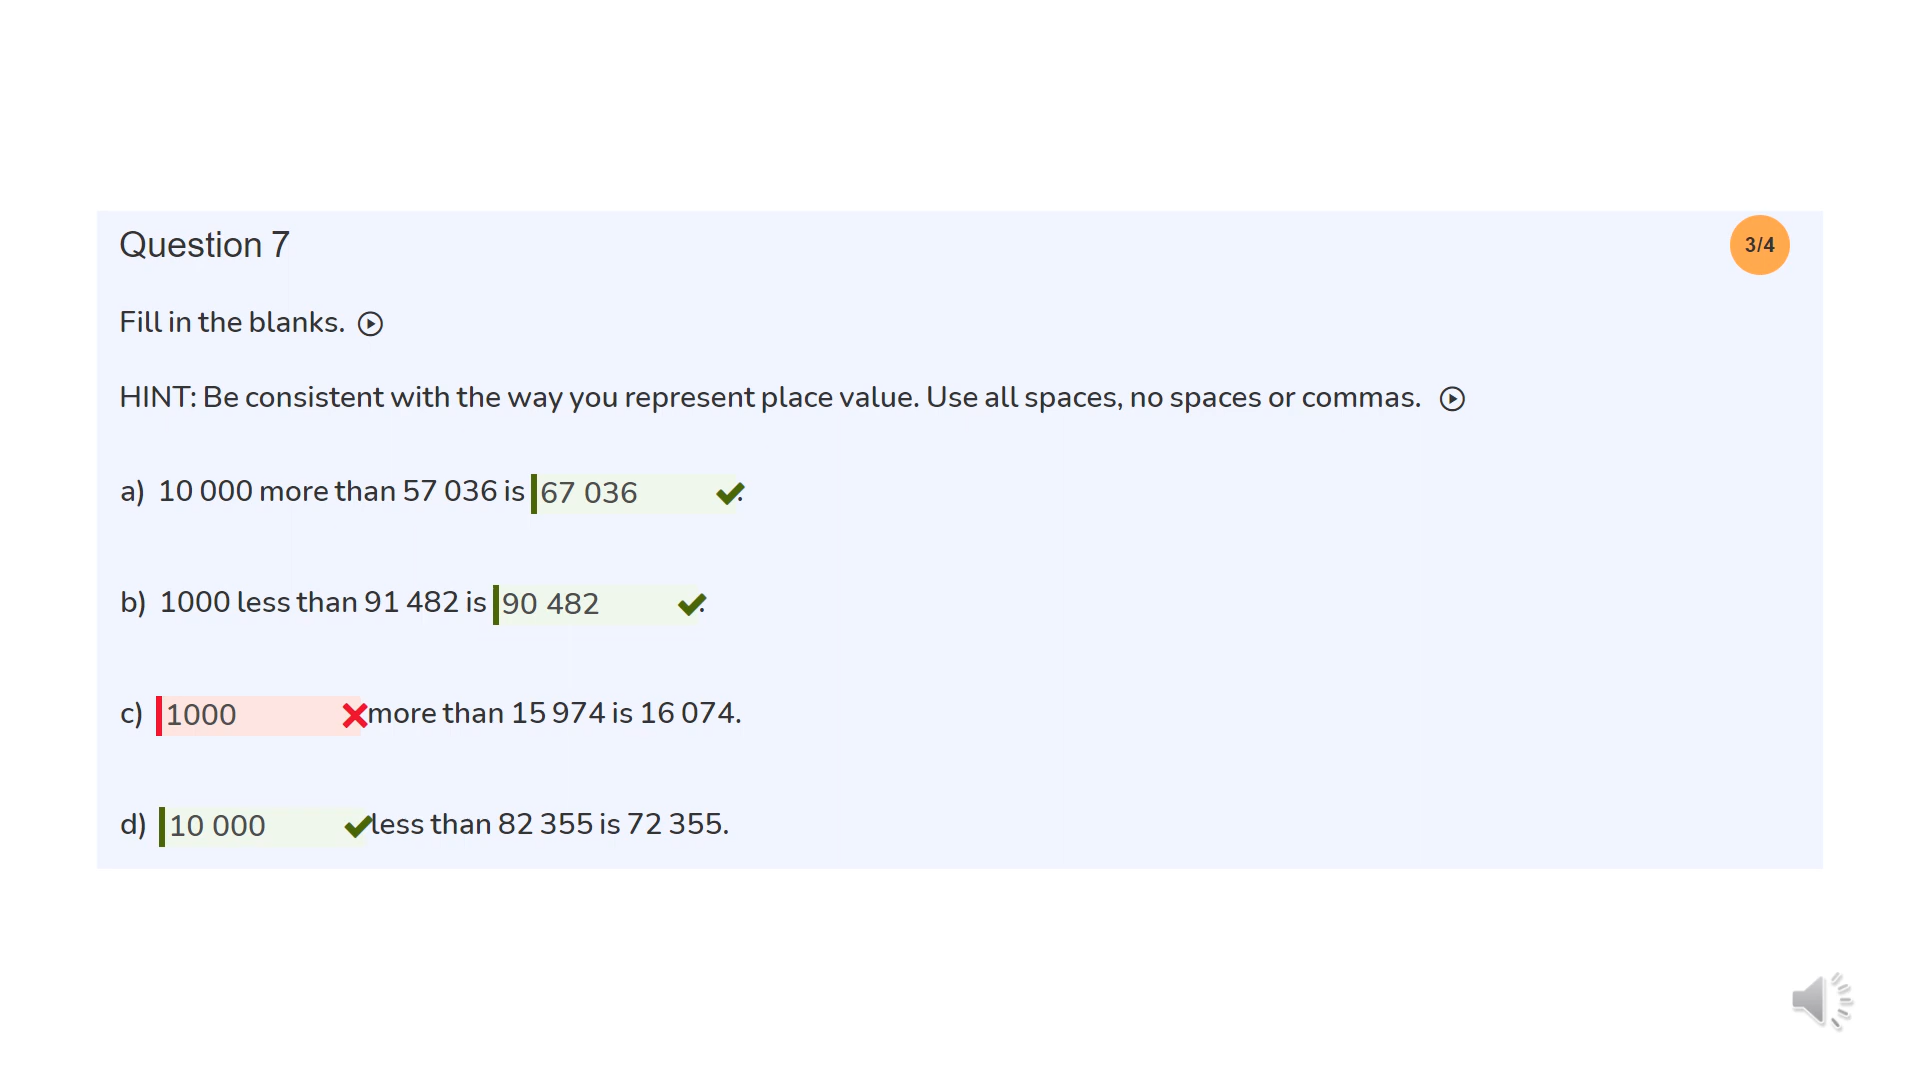 Question 7
3/4
Fill in the blanks.
HINT: Be consistent with the way you represent place value. Use all spaces, no spaces or commas.
a) 10 000 more than 57 036 is 67 036.
b) 1000 less than 91 482 is 90 482.
c) 1000 more than 15 974 is 16 074.
d) 10 000 less than 82 355 is 72 355.